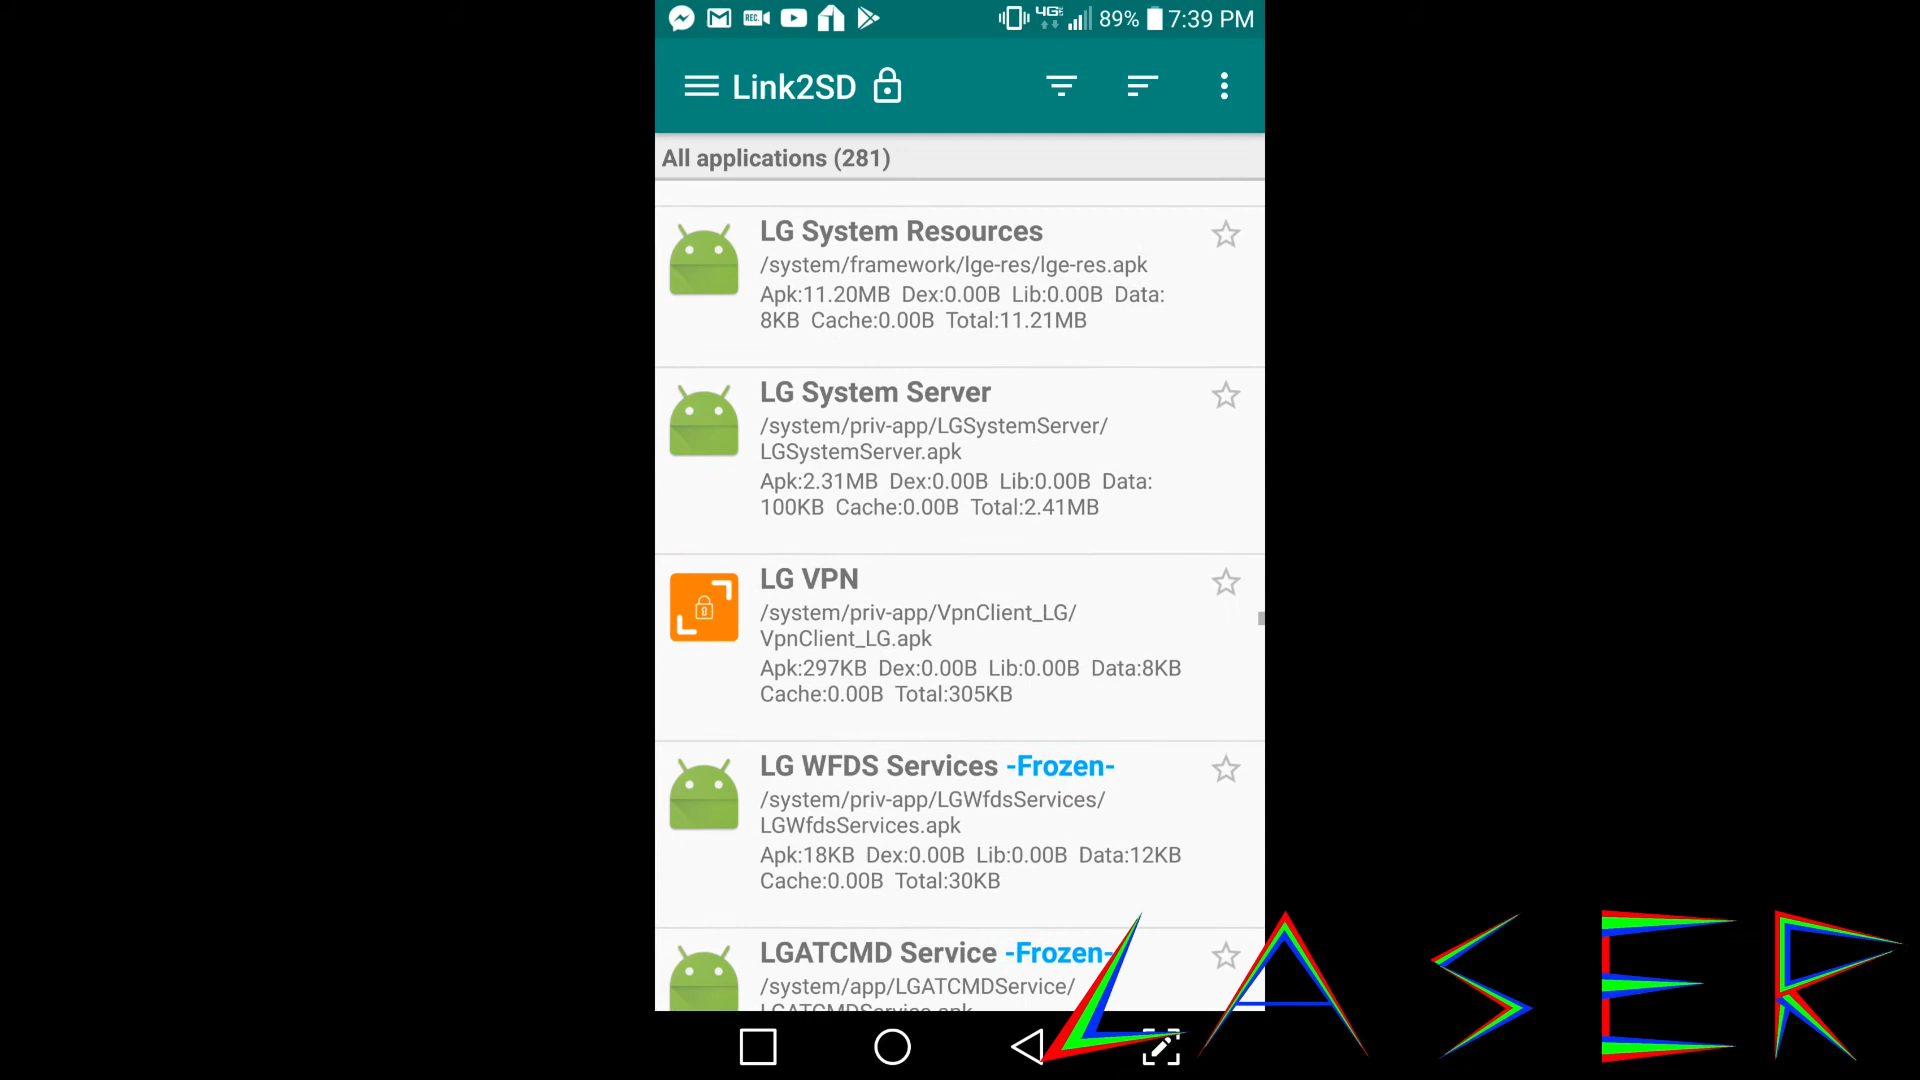 REC. 4G 89% 7:39 PM
Link2SD
All applications (281)
LG System Resources
/system/framework/lge-res/lge-res.apk
Apk:11.20MB Dex:0.00B Lib:0.00B Data:
8KB Cache:0.00B Total:11.21MB
LG System Server
/system/priv-app/LGSystemServer/
LGSystemServer.apk
Apk:2.31MB Dex:0.00B Lib:0.00B Data:
100KB Cache:0.00B Total:2.41MB
LG VPN
/system/priv-app/VpnClient_LG/
VpnClient_LG.apk
Apk:297KB Dex:0.00B Lib:0.00B Data:8KB
Cache:0.00B Total:305KB
LG WFDS Services -Frozen-
/system/priv-app/LGWfdsServices/
LGWfdsServices.apk
Apk:18KB Dex:0.00B Lib:0.00B Data:12KB
Cache:0.00B Total:30KB
LGATCMD Service -Frozen-
/system/app/LGATCMDService/
LGATCMDService.apk
LASER